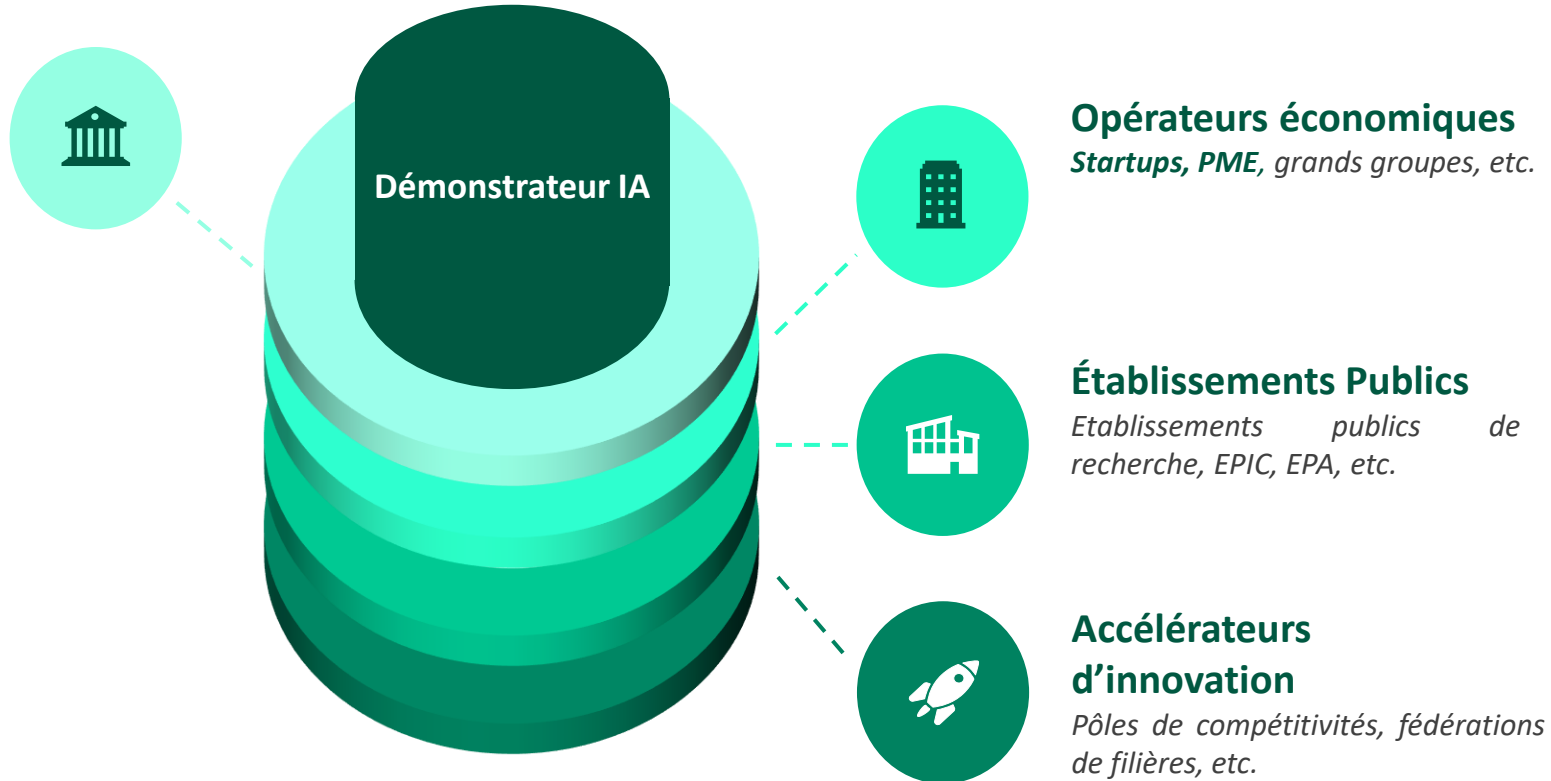 Démonstrateur IA
Opérateurs économiques
Startups, PME, grands groupes, etc.
Établissements Publics
Etablissements publics de
recherche, EPIC, EPA, etc.
Accélérateurs
d’innovation
Pôles de compétitivités, fédérations
de filières, etc.